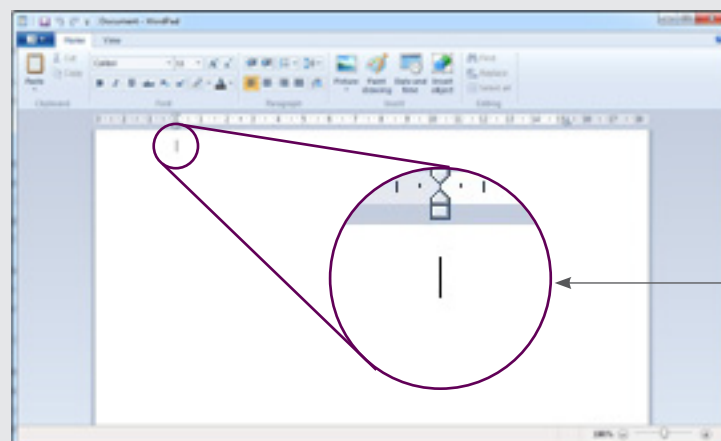 Document - WordPad
Home View
Cut
Copy
Paste
Calibri 11
Picture
Paint drawing
Date and time
Insert object
Find
Replace
Select all
Clipboard Font Paragraph Insert Editing
100%